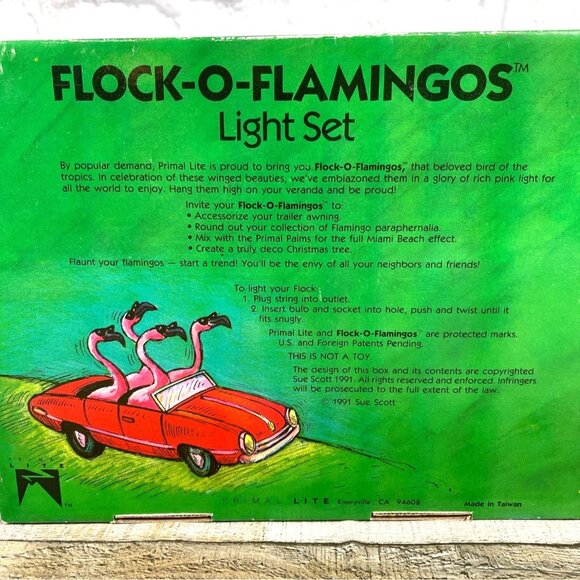 FLOCK-O-FLAMINGOS™
Light Set
By popular demand, Primal Lite is proud to bring you Flock-O-Flamingos,™ that beloved bird of the
tropics. In celebration of these winged beauties, we've emblazoned them in a glory of rich pink light for
all the world to enjoy. Hang them high on your veranda and be proud!
Invite your Flock-O-Flamingos™ to:
• Accessorize your trailer awning.
• Round out your collection of Flamingo paraphernalia.
• Mix with the Primal Palms for the full Miami Beach effect.
• Create a truly deco Christmas tree.
Flaunt your flamingos — start a trend! You'll be the envy of all your neighbors and friends!
To light your Flock:
1. Plug string into outlet.
2. Insert bulb and socket into hole, push and twist until it
fits snugly.
Primal Lite and Flock-O-Flamingos™ are protected marks.
U.S. and Foreign Patents Pending.
THIS IS NOT A TOY.
The design of this box and its contents are copyrighted
Sue Scott 1991. All rights reserved and enforced. Infringers
will be prosecuted to the full extent of the law.
© 1991 Sue Scott
PRIMAL
LITE
™
PRIMAL LITE Emeryville, CA 94608
Made in Taiwan